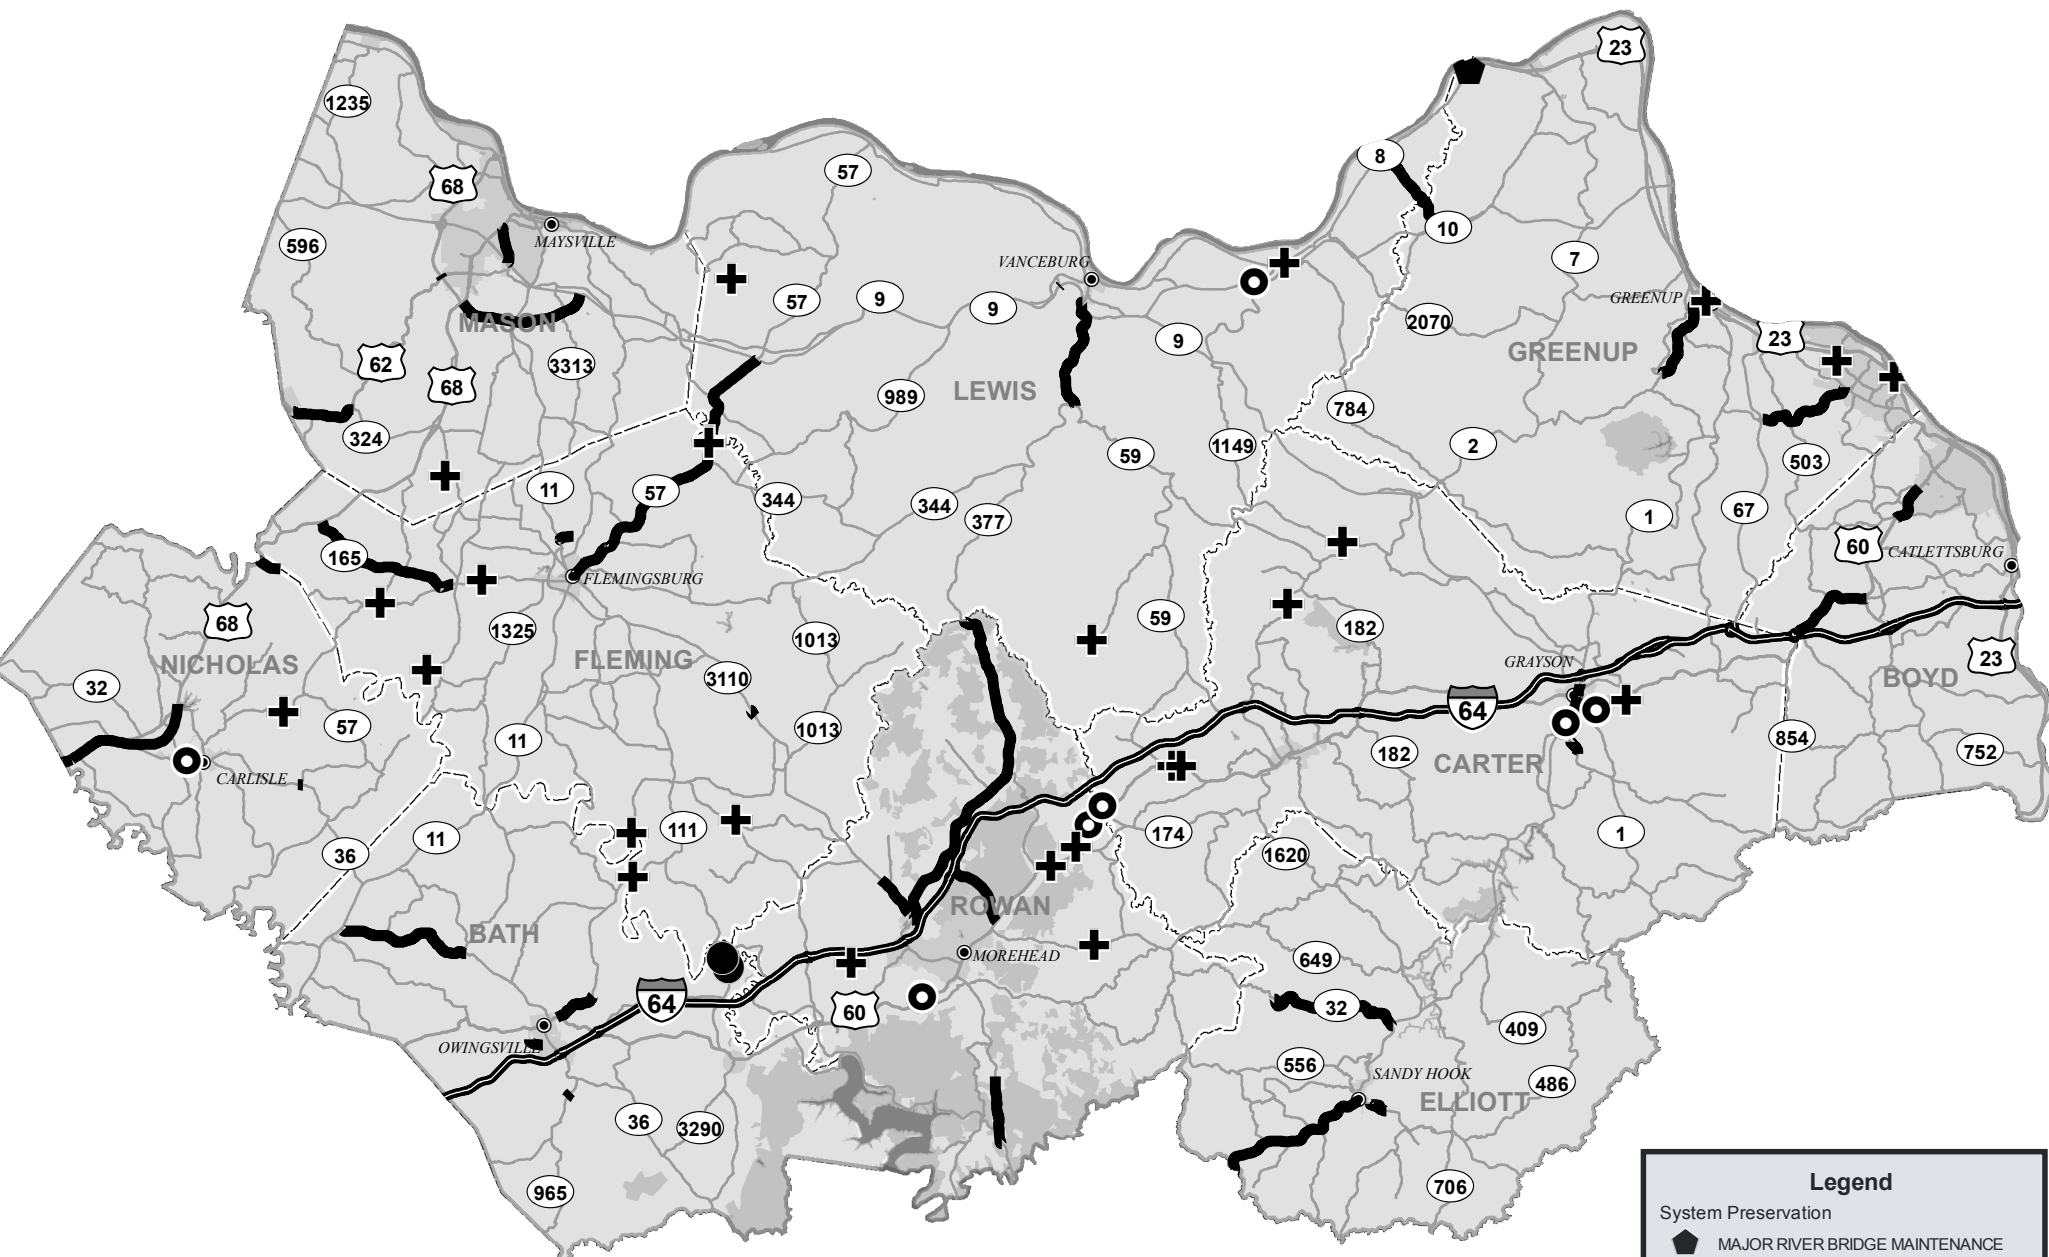 23
1235
8
57
68
10
596
MAYSVILLE
7
VANCEBURG
57
9
9
GREENUP
MASON
2070
9
23
62
3313
GREENUP
68
LEWIS
989
784
324
2
1149
59
503
11
57
344
344
377
1
67
165
60
CATLETTSBURG
FLEMINGSBURG
68
1325
1013
59
182
NICHOLAS
FLEMING
GRAYSON
23
32
3110
BOYD
64
57
1013
11
182
854
752
CARLISLE
CARTER
11
111
174
1
36
1620
BATH
ROWAN
MOREHEAD
649
64
60
32
409
OWINGSVILLE
556
SANDY HOOK
486
ELLIOTT
36
3290
965
706
Legend
System Preservation
MAJOR RIVER BRIDGE MAINTENANCE